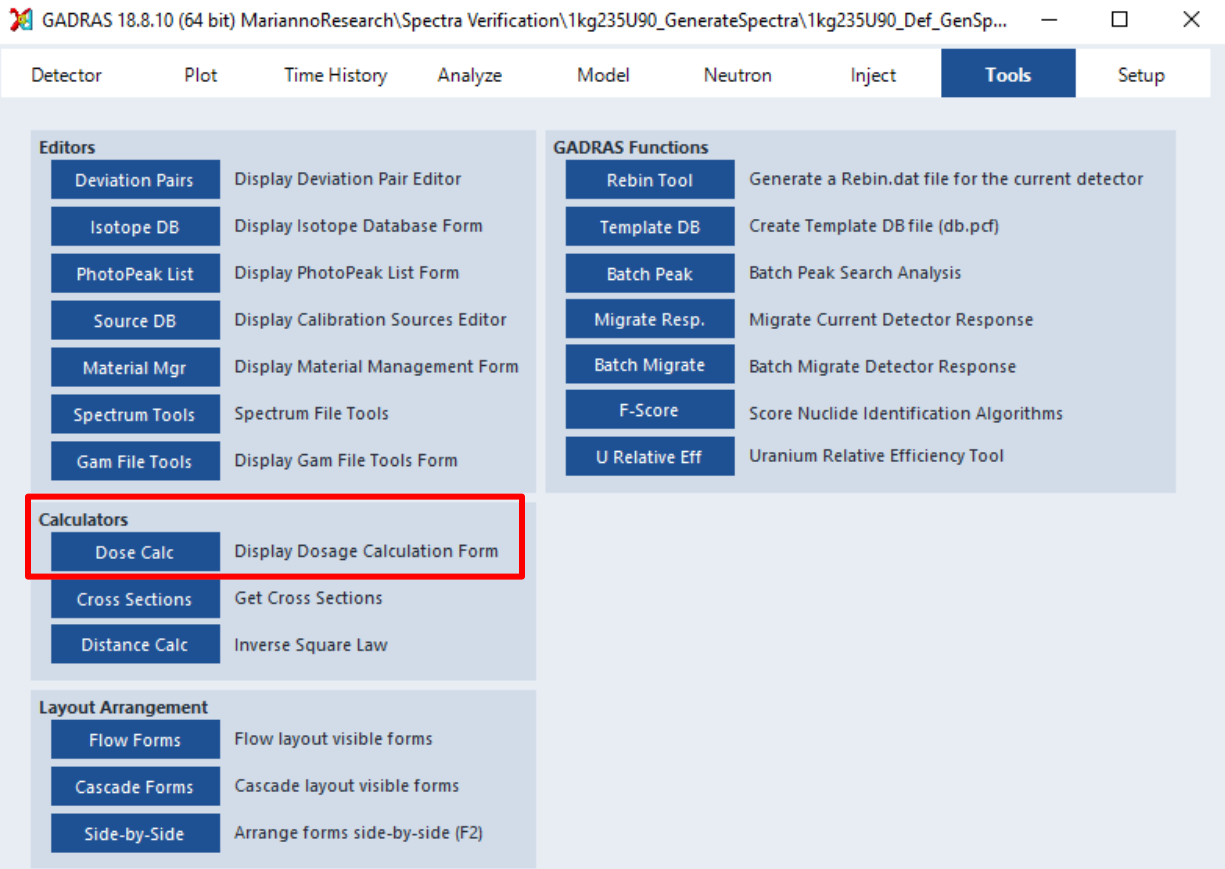 GADRAS 18.8.10 (64 bit) MariannoResearch\Spectra Verification\1kg235U90_GenerateSpectra\1kg235U90_Def_GenSp...
Detector Plot Time History Analyze Model Neutron Inject Tools Setup
Editors
Deviation Pairs Display Deviation Pair Editor
Isotope DB Display Isotope Database Form
PhotoPeak List Display PhotoPeak List Form
Source DB Display Calibration Sources Editor
Material Mgr Display Material Management Form
Spectrum Tools Spectrum File Tools
Gam File Tools Display Gam File Tools Form
Calculators
Dose Calc Display Dosage Calculation Form
Cross Sections Get Cross Sections
Distance Calc Inverse Square Law
Layout Arrangement
Flow Forms Flow layout visible forms
Cascade Forms Cascade layout visible forms
Side-by-Side Arrange forms side-by-side (F2)
GADRAS Functions
Rebin Tool Generate a Rebin.dat file for the current detector
Template DB Create Template DB file (db.pcf)
Batch Peak Batch Peak Search Analysis
Migrate Resp. Migrate Current Detector Response
Batch Migrate Batch Migrate Detector Response
F-Score Score Nuclide Identification Algorithms
U Relative Eff Uranium Relative Efficiency Tool